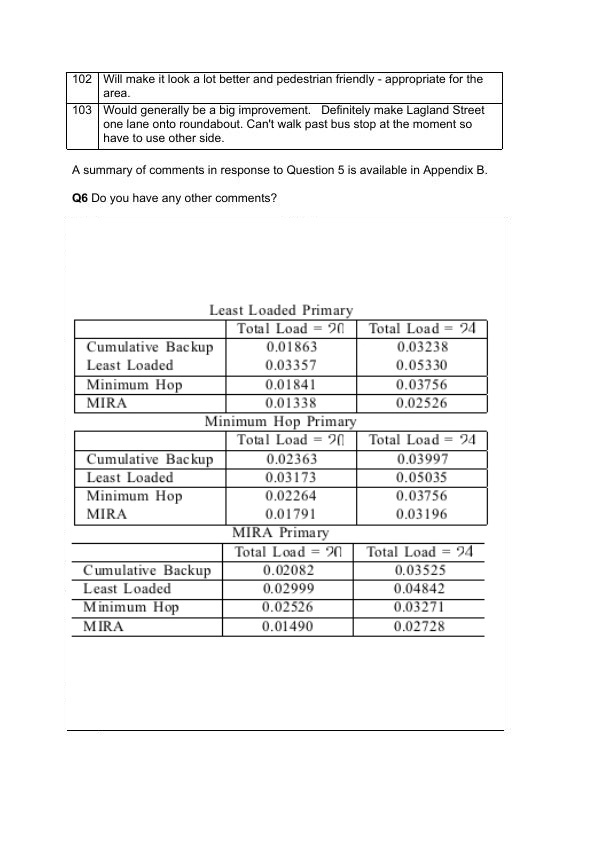 102 Will make it look a lot better and pedestrian friendly - appropriate for the
area.
103 Would generally be a big improvement. Definitely make Lagland Street
one lane onto roundabout. Can't walk past bus stop at the moment so
have to use other side.
A summary of comments in response to Question 5 is available in Appendix B.
Q6 Do you have any other comments?
Least Loaded Primary
Total Load = 20 Total Load = 24
Cumulative Backup 0.01863 0.03238
Least Loaded 0.03357 0.05330
Minimum Hop 0.01841 0.03756
MIRA 0.01338 0.02526
Minimum Hop Primary
Total Load = 20 Total Load = 24
Cumulative Backup 0.02363 0.03997
Least Loaded 0.03173 0.05035
Minimum Hop 0.02264 0.03756
MIRA 0.01791 0.03196
MIRA Primary
Total Load = 20 Total Load = 24
Cumulative Backup 0.02082 0.03525
Least Loaded 0.02999 0.04842
Minimum Hop 0.02526 0.03271
MIRA 0.01490 0.02728